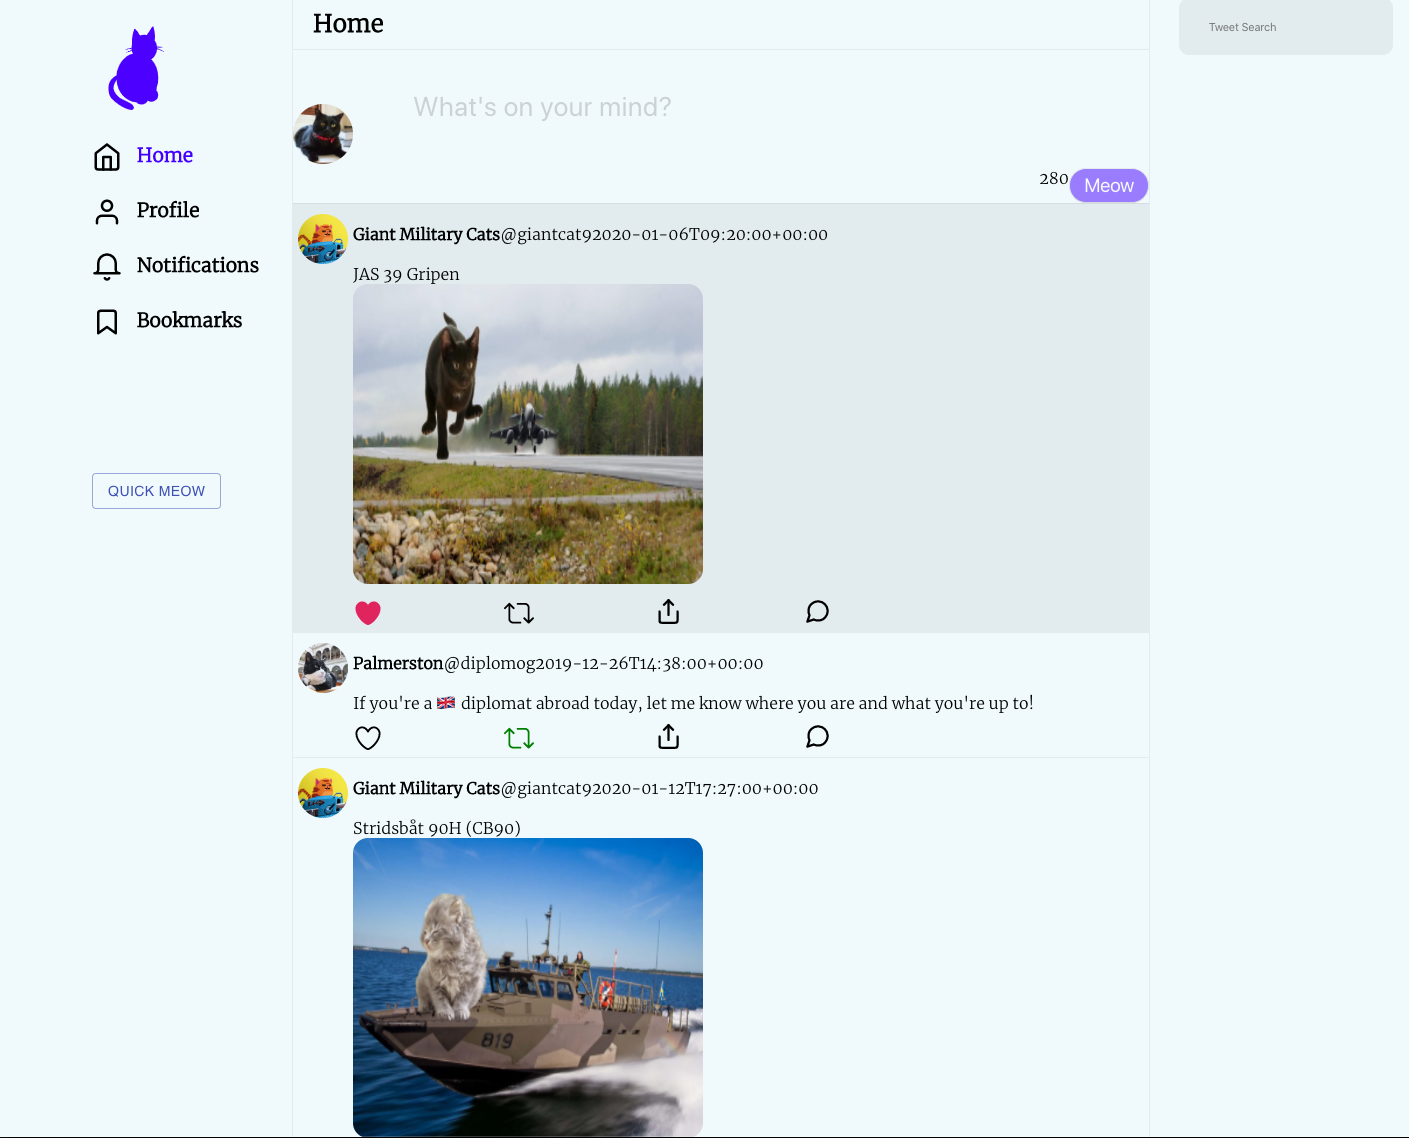 Home
Tweet Search
What's on your mind?
Home
280 Meow
Profile
Giant Military Cats@giantcat92020-01-06T09:20:00+00:00
Notifications
JAS 39 Gripen
Bookmarks
QUICK MEOW
Palmerston@diplomog2019-12-26T14:38:00+00:00
If you're a 🇬🇧 diplomat abroad today, let me know where you are and what you're up to!
Giant Military Cats@giantcat92020-01-12T17:27:00+00:00
Stridsbåt 90H (CB90)
819